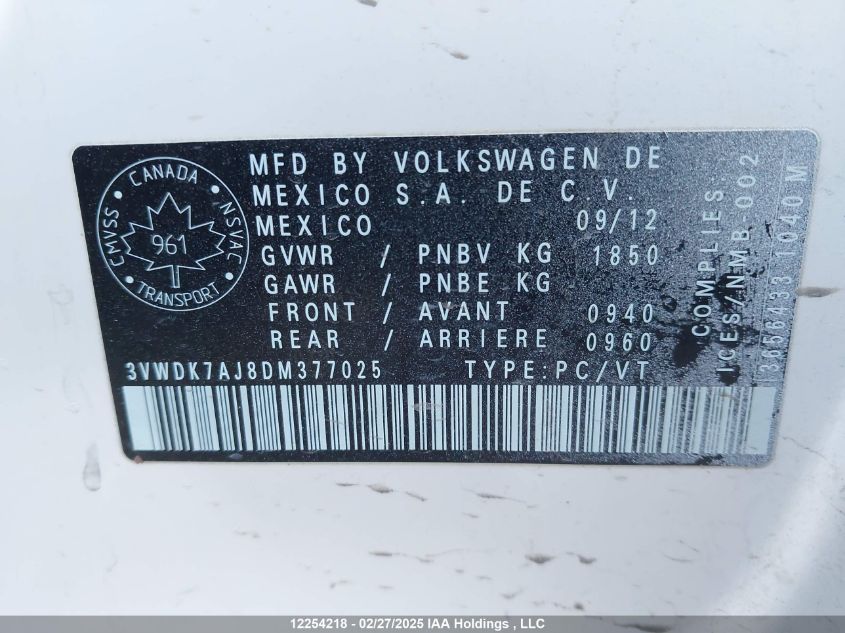 CANADA
CMVSS NSVAC
961
TRANSPORT
MFD BY VOLKSWAGEN DE
MEXICO S.A. DE C.V.
MEXICO 09/12
GVWR / PNBV KG 1850
GAWR / PNBE KG
FRONT / AVANT 0940
REAR / ARRIERE 0960
3VWDK7AJ8DM377025 TYPE:PC/VT
COMPLIES
ICES/NMB-002
3656433 1040M
12254218 - 02/27/2025 IAA Holdings , LLC